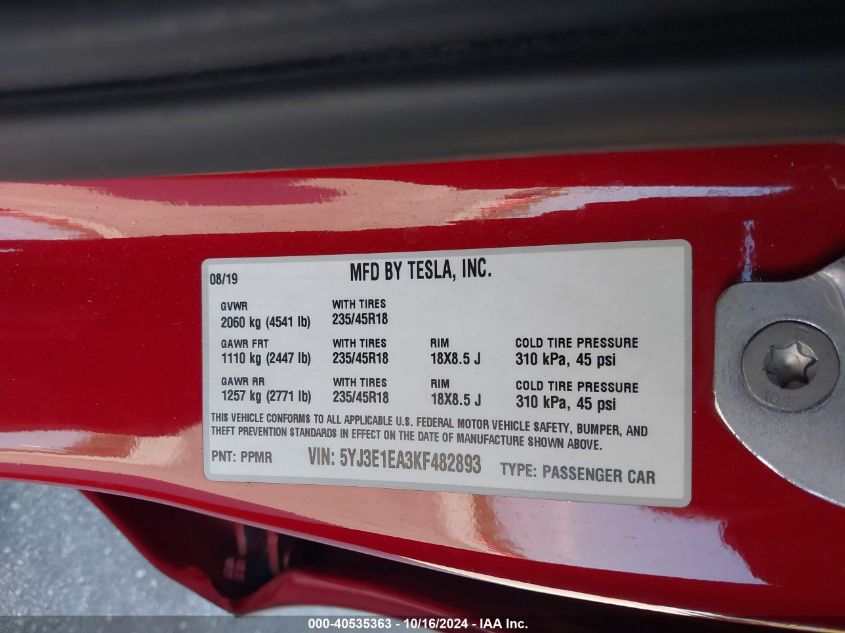 08/19 MFD BY TESLA, INC.
GVWR WITH TIRES
2060 kg (4541 lb) 235/45R18
GAWR FRT WITH TIRES RIM COLD TIRE PRESSURE
1110 kg (2447 lb) 235/45R18 18X8.5 J 310 kPa, 45 psi
GAWR RR WITH TIRES RIM COLD TIRE PRESSURE
1257 kg (2771 lb) 235/45R18 18X8.5 J 310 kPa, 45 psi
THIS VEHICLE CONFORMS TO ALL APPLICABLE U.S. FEDERAL MOTOR VEHICLE SAFETY, BUMPER, AND
THEFT PREVENTION STANDARDS IN EFFECT ON THE DATE OF MANUFACTURE SHOWN ABOVE.
PNT: PPMR VIN: 5YJ3E1EA3KF482893 TYPE: PASSENGER CAR
000-40535363 - 10/16/2024 - IAA Inc.